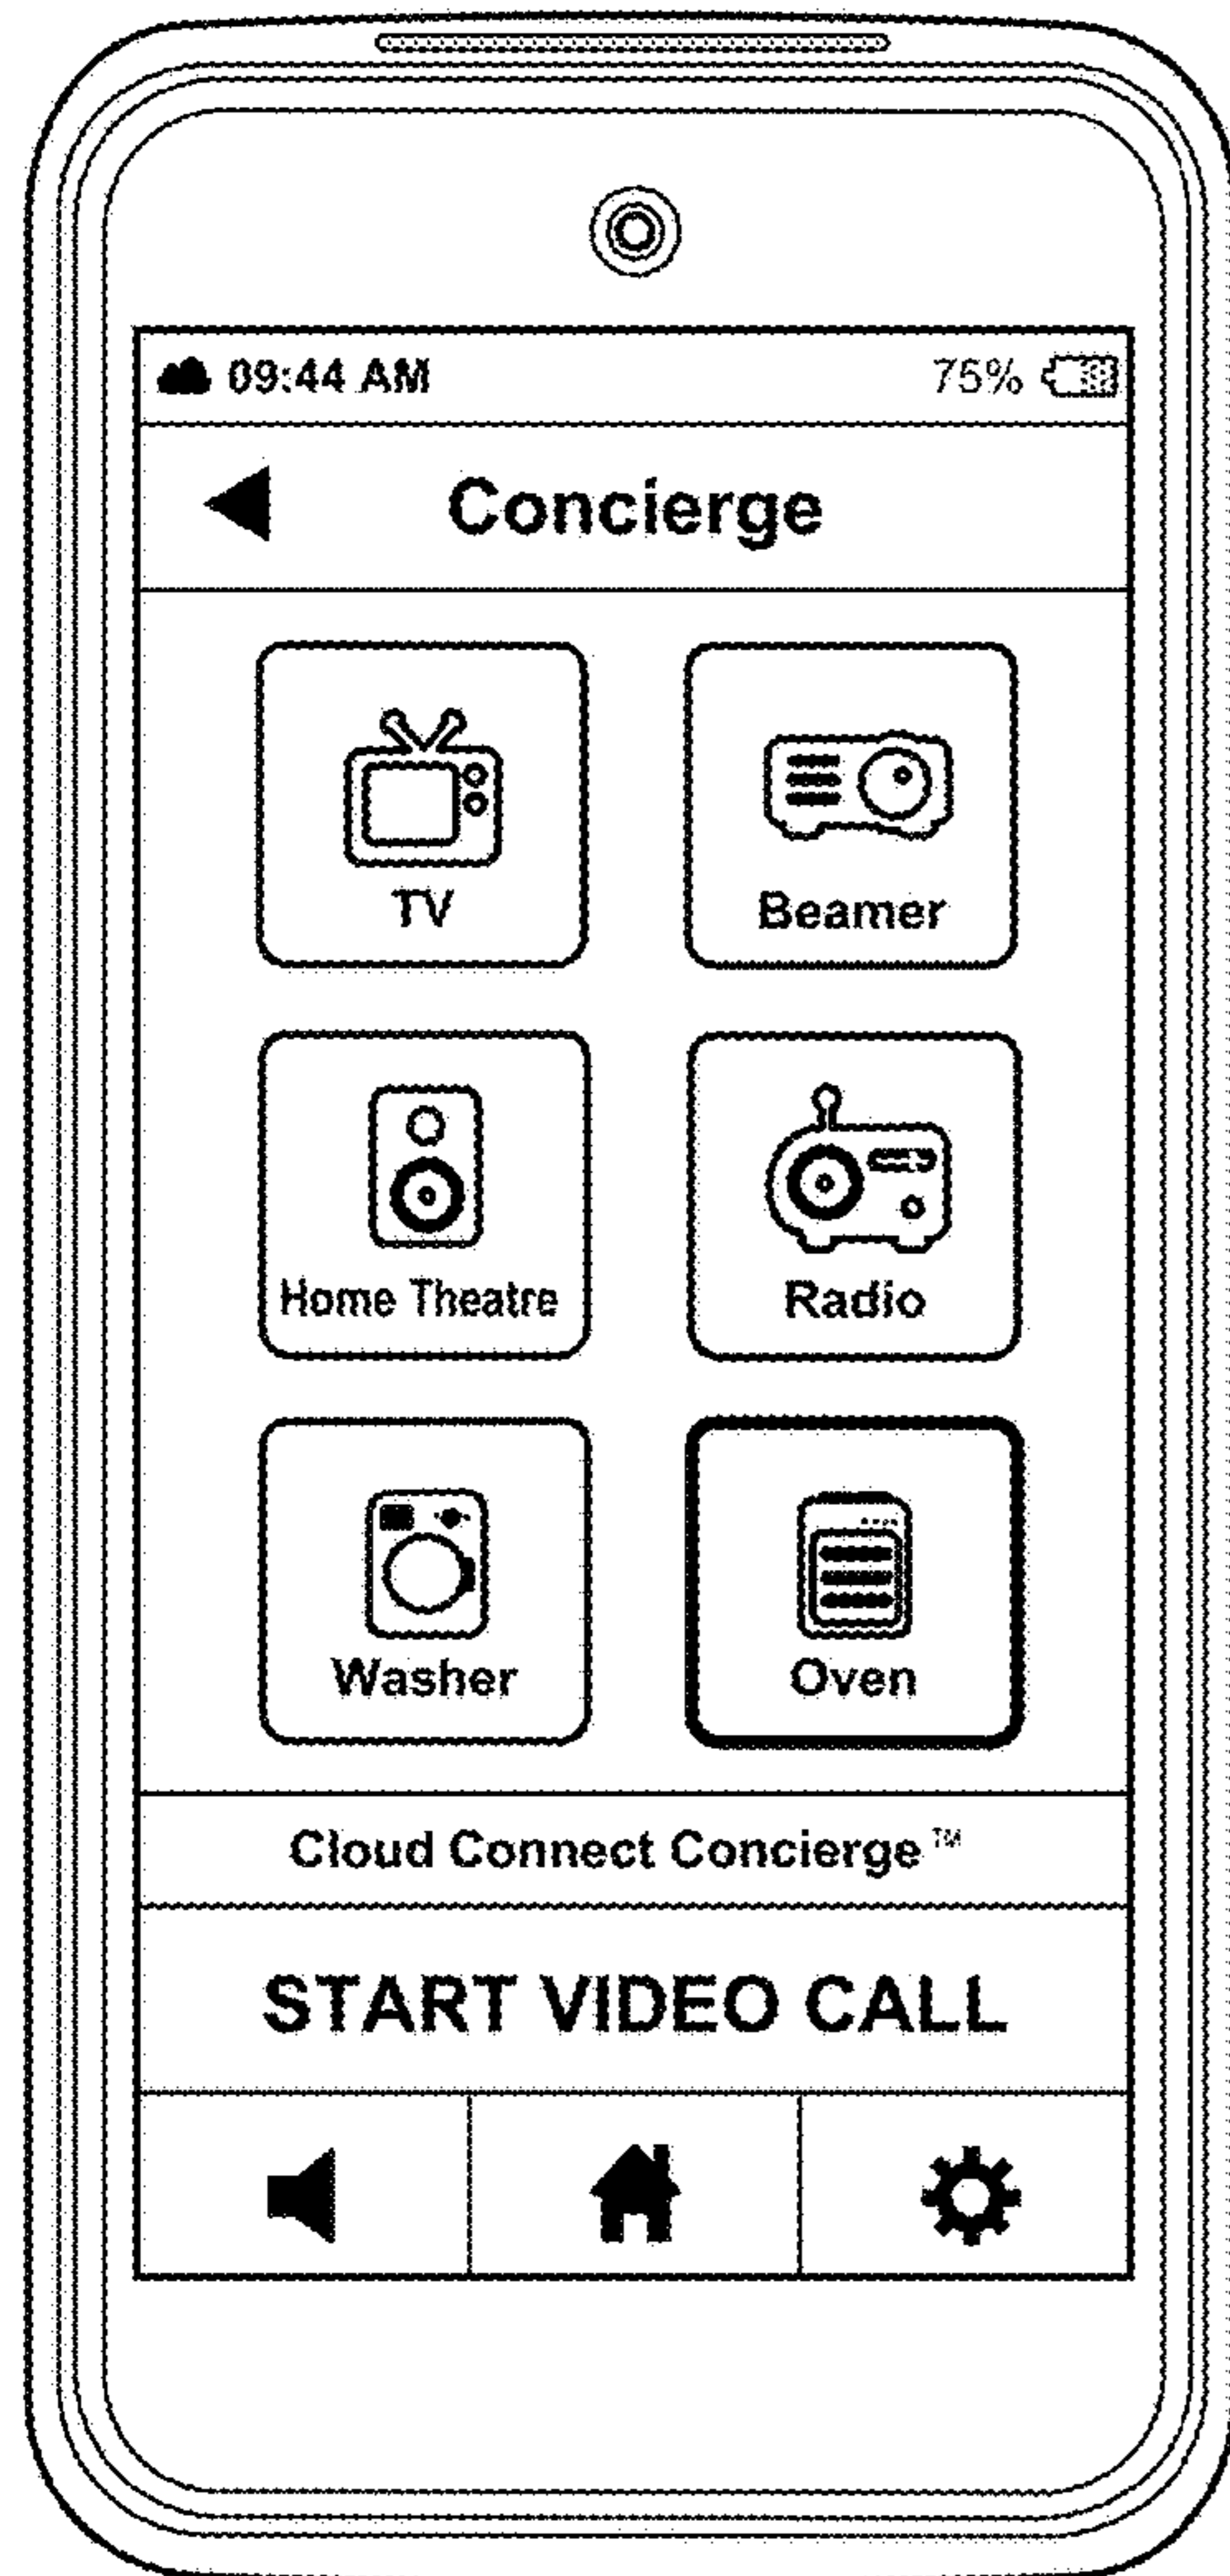 09:44 AM 75%
Concierge
TV Beamer
Home Theatre Radio
Washer Oven
Cloud Connect Concierge™
START VIDEO CALL